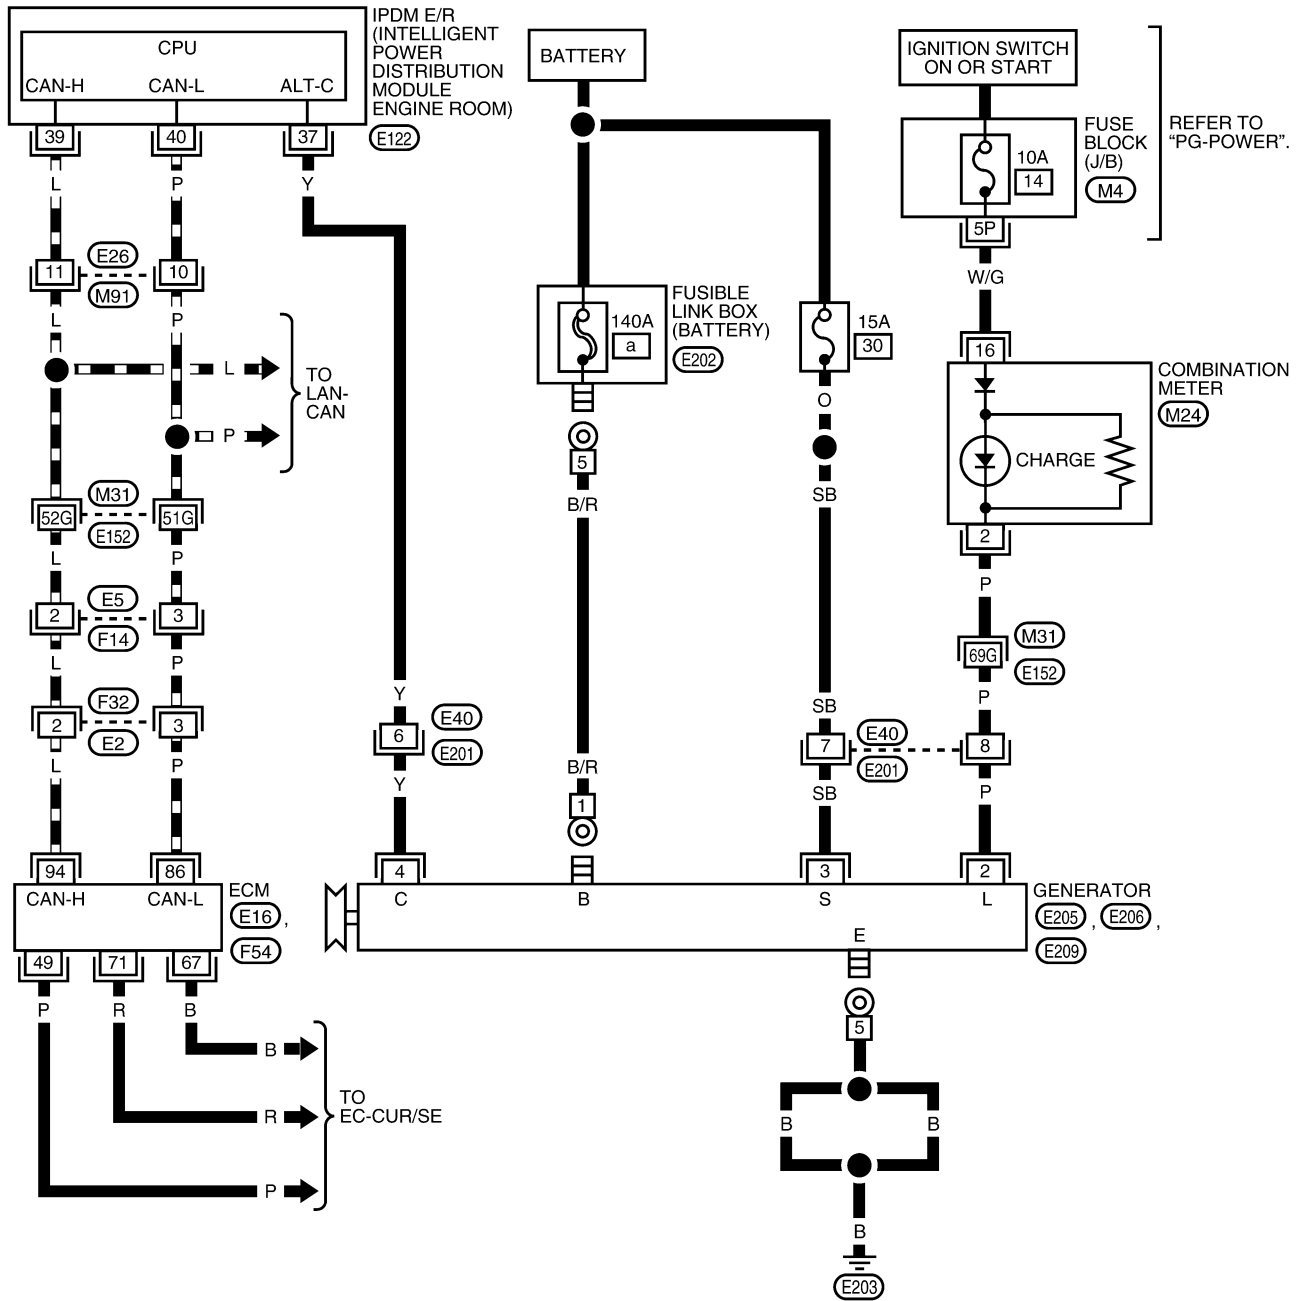 IPDM E/R
(INTELLIGENT
POWER
DISTRIBUTION
MODULE
ENGINE ROOM)
E122
CPU
CAN-H CAN-L ALT-C
39 40 37
L P Y
BATTERY
IGNITION SWITCH
ON OR START
FUSE
BLOCK
(J/B)
M4
10A
14
5P
REFER TO
"PG-POWER".
W/G
E26
11 10
M91
L P
L
P
TO
LAN-
CAN
FUSIBLE
LINK BOX
(BATTERY)
E202
140A
a
15A
30
O
5
B/R
SB
16
COMBINATION
METER
M24
CHARGE
2
P
M31
52G 51G
E152
L P
E5
2 3
F14
L P
F32
2 3
E2
L P
Y
6
E40
E201
Y
B/R
1
SB
7
E40
E201
SB
M31
69G
E152
P
8
P
94 86
CAN-H CAN-L
ECM
E16 ,
F54
49 71 67
P R B
B
R
P
TO
EC-CUR/SE
4 3 2
C B S L
E
GENERATOR
E205 , E206 ,
E209
5
B B
B
E203